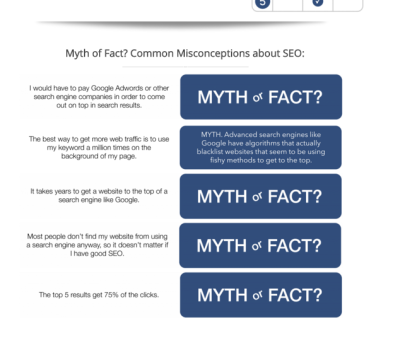 5
Myth of Fact? Common Misconceptions about SEO:
I would have to pay Google Adwords or other
search engine companies in order to come
out on top in search results.
MYTH or FACT?
The best way to get more web traffic is to use
my keyword a million times on the
background of my page.
MYTH. Advanced search engines like
Google have algorithms that actually
blacklist websites that seem to be using
fishy methods to get to the top.
It takes years to get a website to the top of a
search engine like Google.
MYTH or FACT?
Most people don't find my website from using
a search engine anyway, so it doesn't matter if
I have good SEO.
MYTH or FACT?
The top 5 results get 75% of the clicks.
MYTH or FACT?